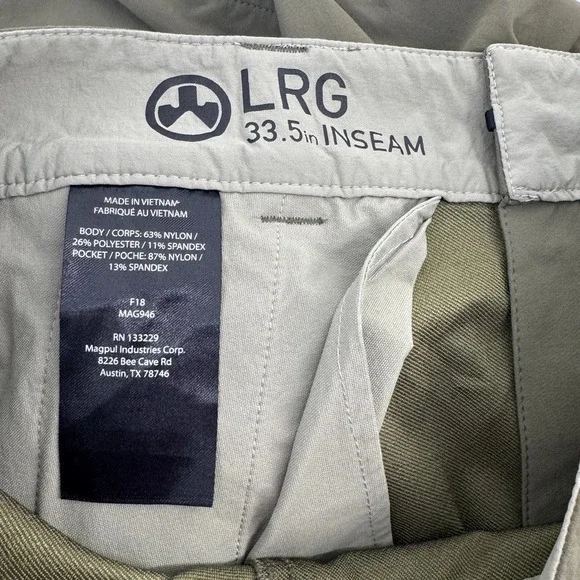 LRG
33.5in INSEAM
MADE IN VIETNAM
FABRIQUÉ AU VIETNAM
BODY / CORPS: 63% NYLON /
26% POLYESTER / 11% SPANDEX
POCKET / POCHE: 87% NYLON /
13% SPANDEX
F18
MAG946
RN 133229
Magpul Industries Corp.
8226 Bee Cave Rd
Austin, TX 78746